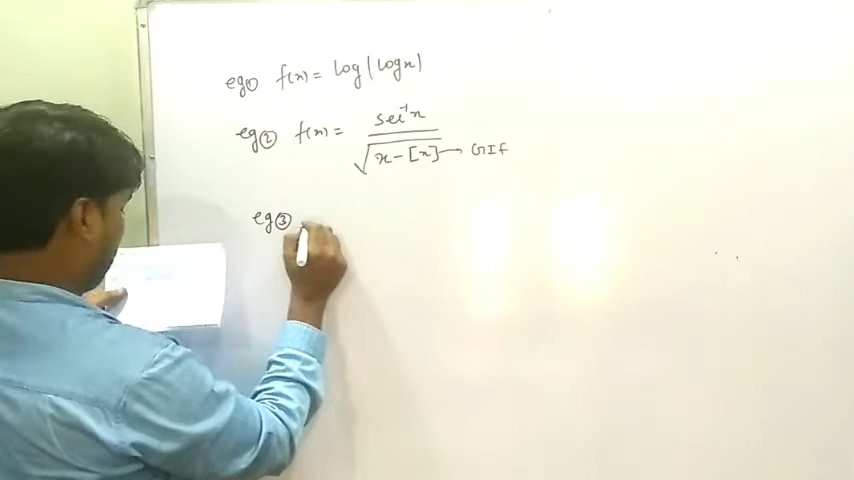 eg① f(x) = log(logx)
eg② f(x) = sec⁻¹x / √(x-[x]) → GIF
eg③